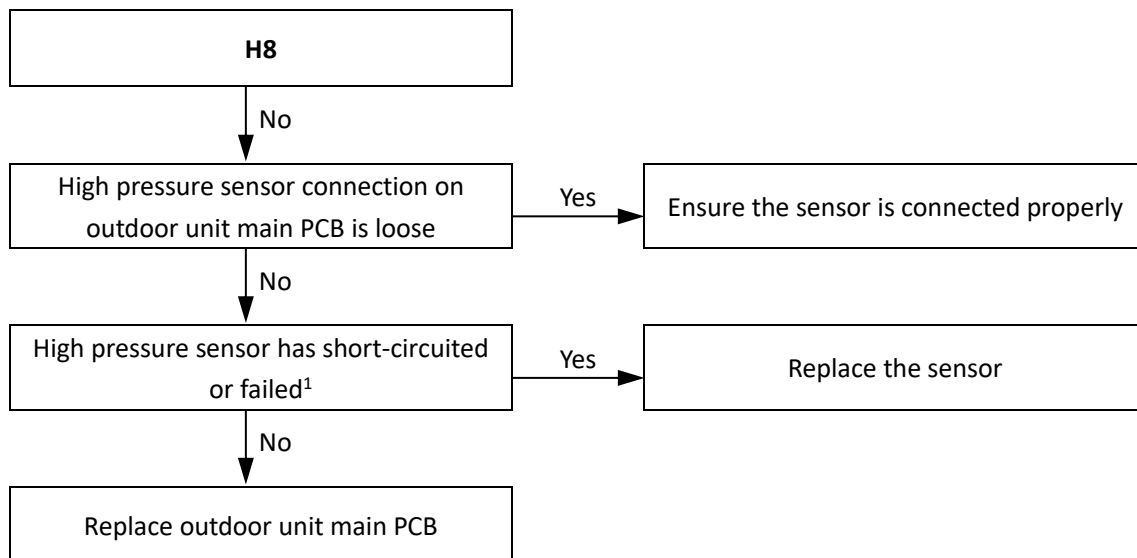 H8
No
High pressure sensor connection on
outdoor unit main PCB is loose
Yes
Ensure the sensor is connected properly
No
High pressure sensor has short-circuited
or failed¹
Yes
Replace the sensor
No
Replace outdoor unit main PCB